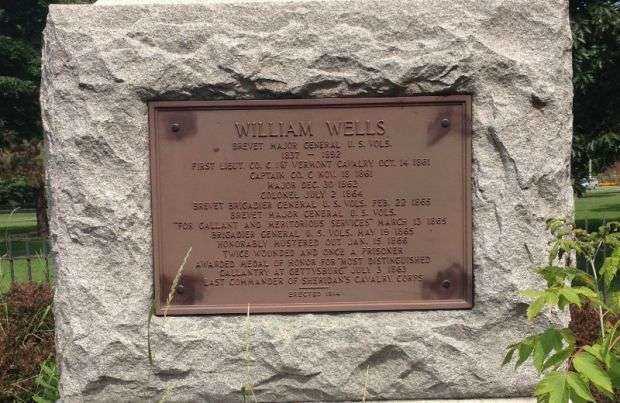 WILLIAM WELLS
BREVET MAJOR GENERAL U.S. VOLS.
1837 – 1892
FIRST LIEUT. CO. C 1ST VERMONT CAVALRY OCT. 14 1861
CAPTAIN CO. C NOV. 18 1861
MAJOR DEC. 30 1862
COLONEL JULY 2 1864
BREVET BRIGADIER GENERAL U.S. VOLS. FEB. 22 1865
BREVET MAJOR GENERAL U.S. VOLS.
"FOR GALLANT AND MERITORIOUS SERVICES" MARCH 13 1865
BRIGADIER GENERAL U.S. VOLS. MAY 19 1865
HONORABLY MUSTERED OUT JAN. 15 1866
TWICE WOUNDED AND ONCE A PRISONER
AWARDED MEDAL OF HONOR FOR "MOST DISTINGUISHED
GALLANTRY AT GETTYSBURG" JULY 3 1863
LAST COMMANDER OF SHERIDAN'S CAVALRY CORPS
ERECTED 1914